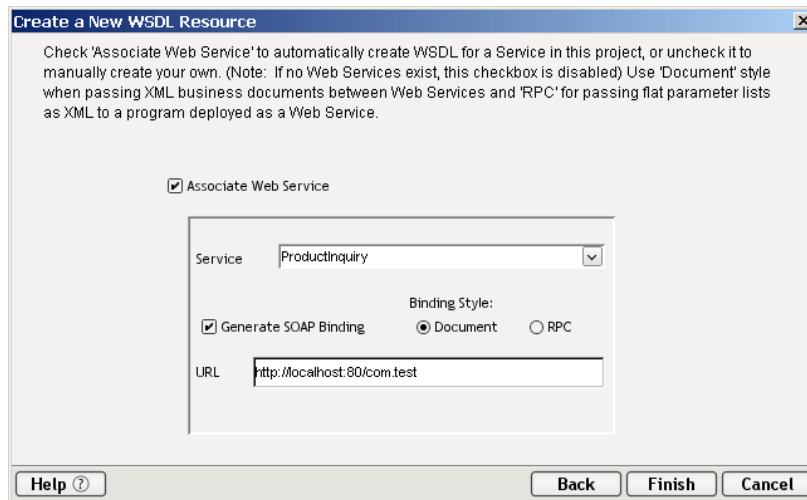 Create a New WSDL Resource
Check 'Associate Web Service' to automatically create WSDL for a Service in this project, or uncheck it to
manually create your own. (Note: If no Web Services exist, this checkbox is disabled) Use 'Document' style
when passing XML business documents between Web Services and 'RPC' for passing flat parameter lists
as XML to a program deployed as a Web Service.
Associate Web Service
Service ProductInquiry
Binding Style:
Generate SOAP Binding Document RPC
URL http://localhost:80/com.test
Help ? Back Finish Cancel